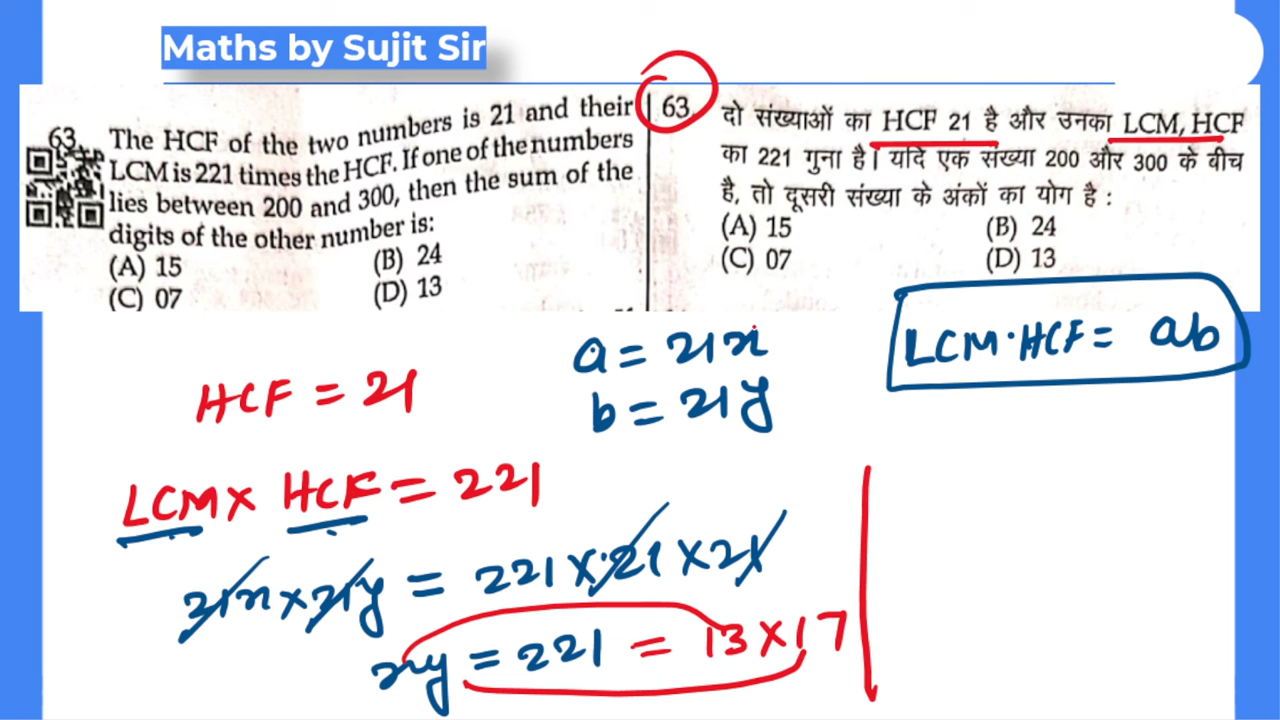 Maths by Sujit Sir
63. The HCF of the two numbers is 21 and their
LCM is 221 times the HCF. If one of the numbers
lies between 200 and 300, then the sum of the
digits of the other number is:
(A) 15 (B) 24
(C) 07 (D) 13
63. दो संख्याओं का HCF 21 है और उनका LCM, HCF
का 221 गुना है। यदि एक संख्या 200 और 300 के बीच
है, तो दूसरी संख्या के अंकों का योग है :
(A) 15 (B) 24
(C) 07 (D) 13
HCF = 21
a = 21x
b = 21y
LCM·HCF = ab
LCM × HCF = 221
21x × 21y = 221 × 21 × 21
xy = 221 = 13 × 17